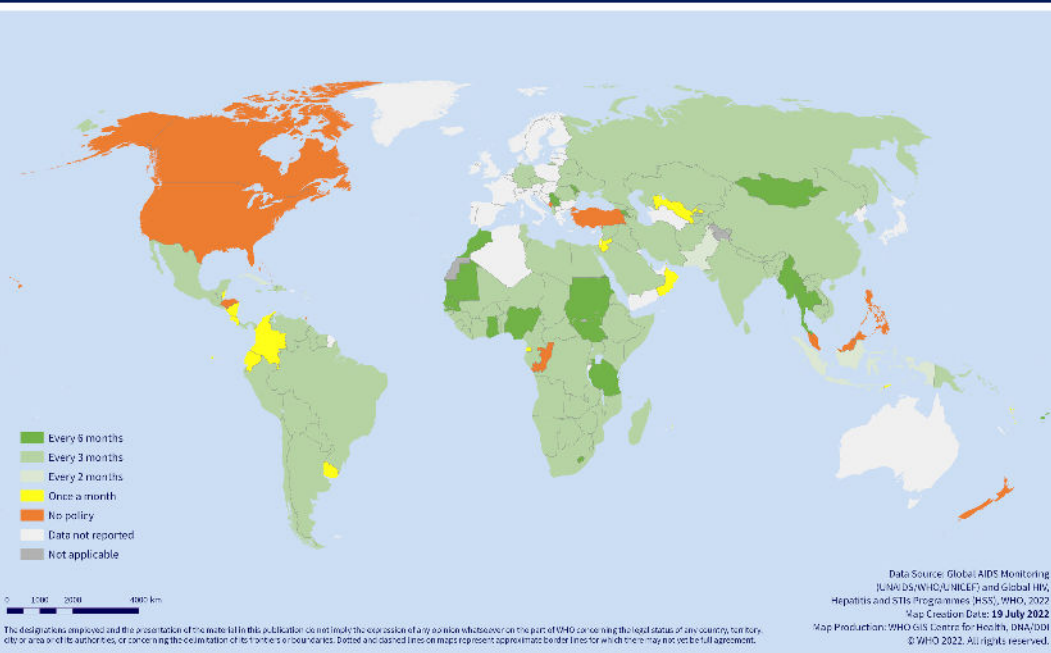 Every 6 months
Every 3 months
Every 2 months
Once a month
No policy
Data not reported
Not applicable
0 1000 2000 4000 km
Data Source: Global AIDS Monitoring
(UNAIDS/WHO/UNICEF) and Global HIV,
Hepatitis and STIs Programmes (HSS), WHO, 2022
Map Creation Date: 19 July 2022
Map Production: WHO GIS Centre for Health, DNA/DDI
© WHO 2022. All rights reserved.
The designations employed and the presentation of the material in this publication do not imply the expression of any opinion whatsoever on the part of WHO concerning the legal status of any country, territory,
city or area or of its authorities, or concerning the delimitation of its frontiers or boundaries. Dotted and dashed lines on maps represent approximate border lines for which there may not yet be full agreement.